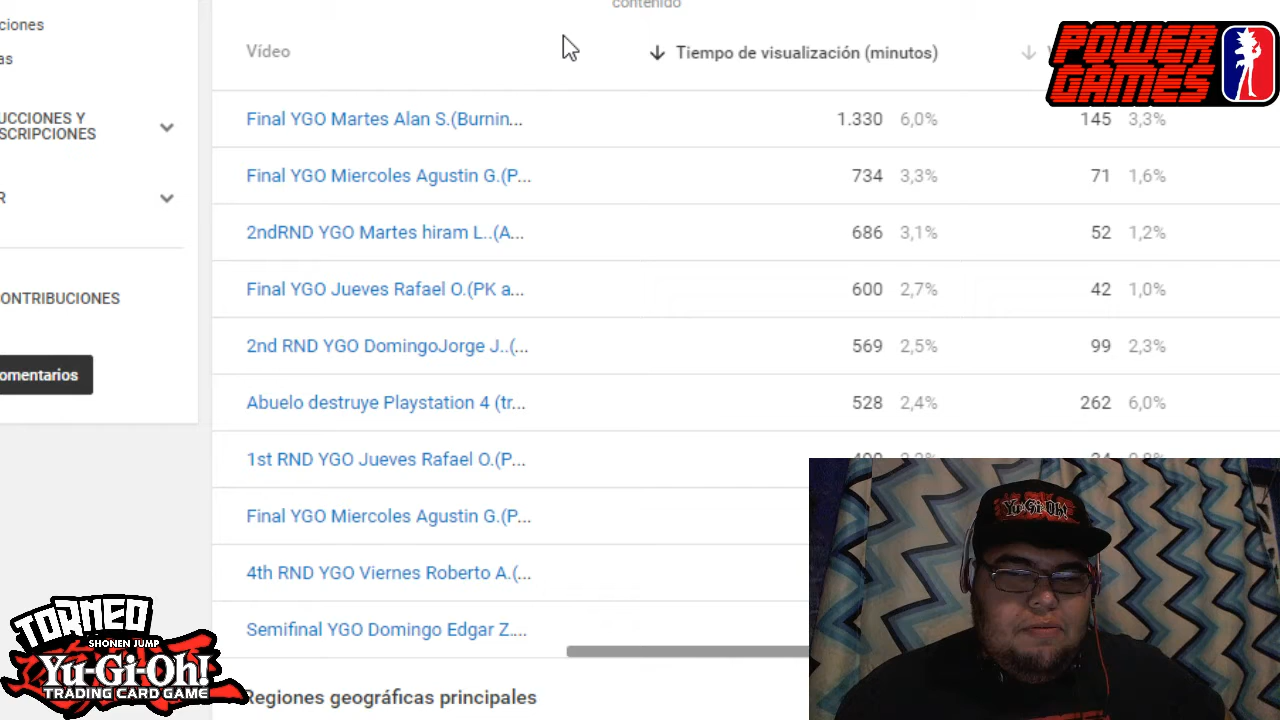 contenido
ciones
as
UCCIONES Y
SCRIPCIONES
R
ONTRIBUCIONES
omentarios
Vídeo
Tiempo de visualización (minutos)
Final YGO Martes Alan S.(Burnin... 1.330 6,0% 145 3,3%
Final YGO Miercoles Agustin G.(P... 734 3,3% 71 1,6%
2ndRND YGO Martes hiram L..(A... 686 3,1% 52 1,2%
Final YGO Jueves Rafael O.(PK a... 600 2,7% 42 1,0%
2nd RND YGO DomingoJorge J..(... 569 2,5% 99 2,3%
Abuelo destruye Playstation 4 (tr... 528 2,4% 262 6,0%
1st RND YGO Jueves Rafael O.(P...
Final YGO Miercoles Agustin G.(P...
4th RND YGO Viernes Roberto A.(...
Semifinal YGO Domingo Edgar Z....
Regiones geográficas principales
POWER
GAMES
TORNEO
SHONEN JUMP
Yu-Gi-Oh!
TRADING CARD GAME
Yu-Gi-Oh!